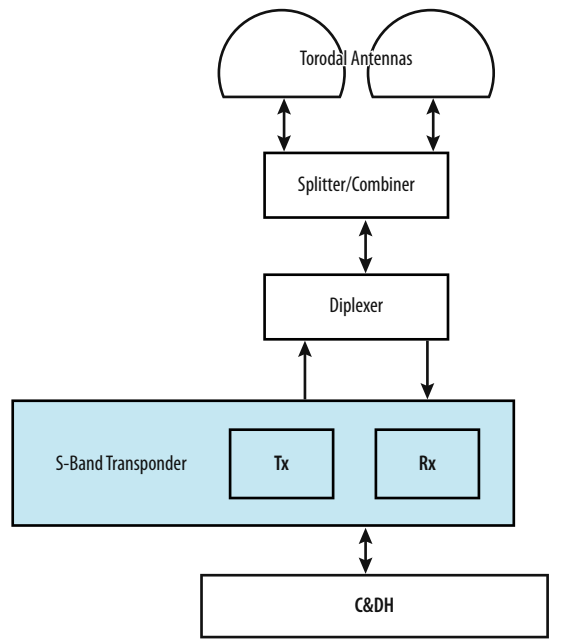 Torodal Antennas
Splitter/Combiner
Diplexer
S-Band Transponder
Tx
Rx
C&DH